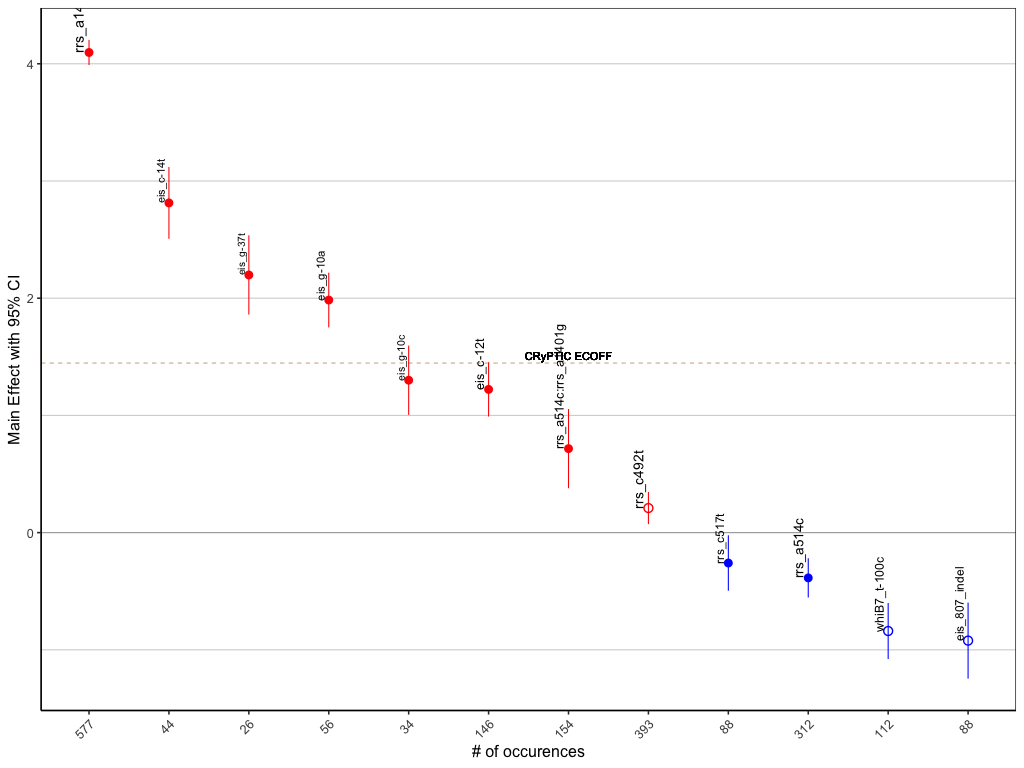 rrs_a14
4
eis_c-14t
eis_g-37t
eis_g-10a
2
eis_g-10c
eis_c-12t
rrs_a514c:rrs_a1401g
CRyPTIC ECOFF
rrs_c492t
0
rrs_c517t
rrs_a514c
whiB7_t-100c
eis_807_indel
Main Effect with 95% CI
577 44 26 56 34 146 154 393 88 312 112 88
# of occurences